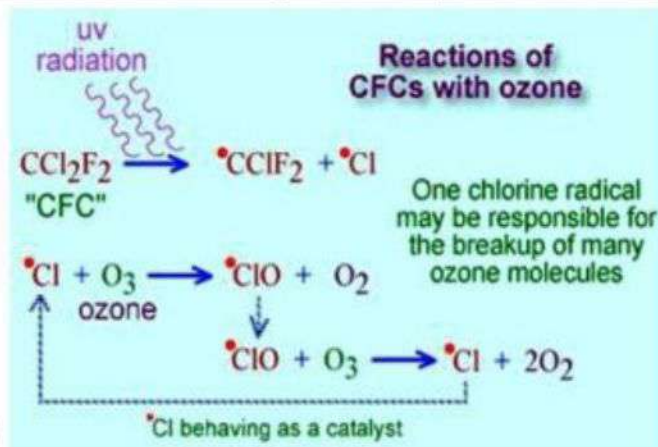 uv
radiation
Reactions of
CFCs with ozone
CCl₂F₂ → •CClF₂ + •Cl
"CFC"
One chlorine radical
may be responsible for
the breakup of many
ozone molecules
•Cl + O₃ → •ClO + O₂
ozone
•ClO + O₃ → •Cl + 2O₂
•Cl behaving as a catalyst